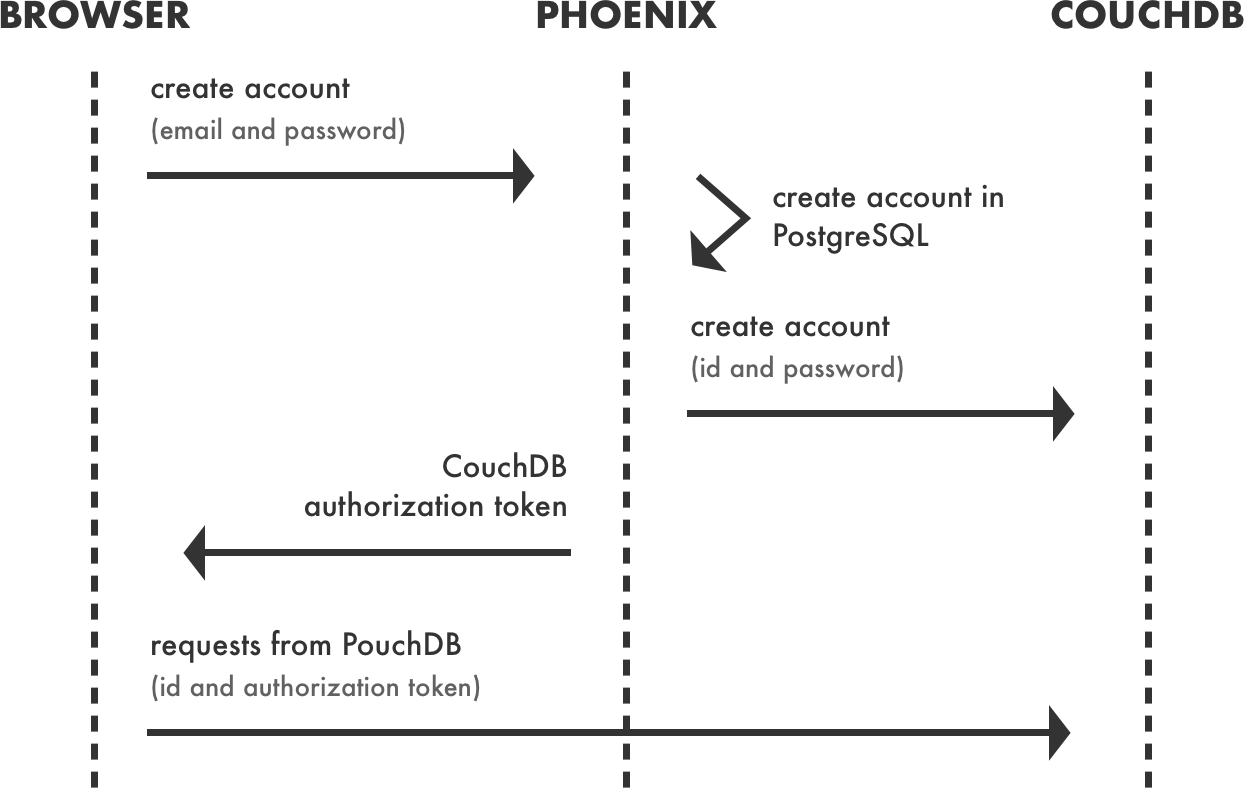 BROWSER PHOENIX COUCHDB
create account
(email and password)
create account in
PostgreSQL
create account
(id and password)
CouchDB
authorization token
requests from PouchDB
(id and authorization token)